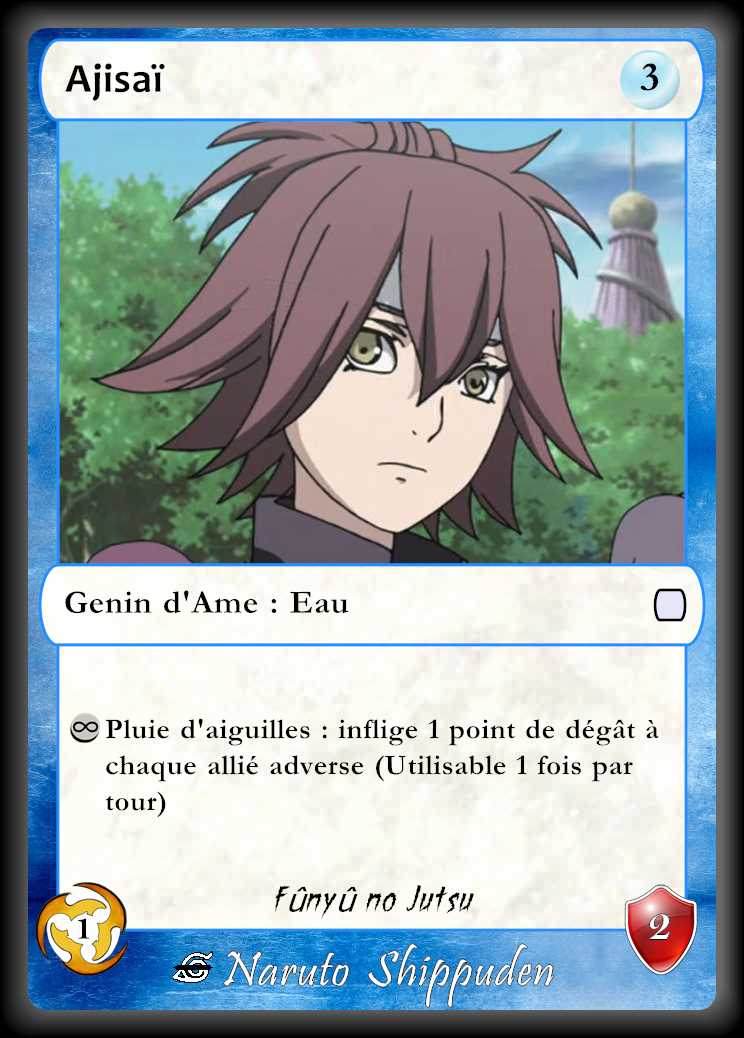 Ajisaï
3
Genin d'Ame : Eau
∞ Pluie d'aiguilles : inflige 1 point de dégât à
chaque allié adverse (Utilisable 1 fois par
tour)
Fûnyû no Jutsu
1
2
Naruto Shippuden